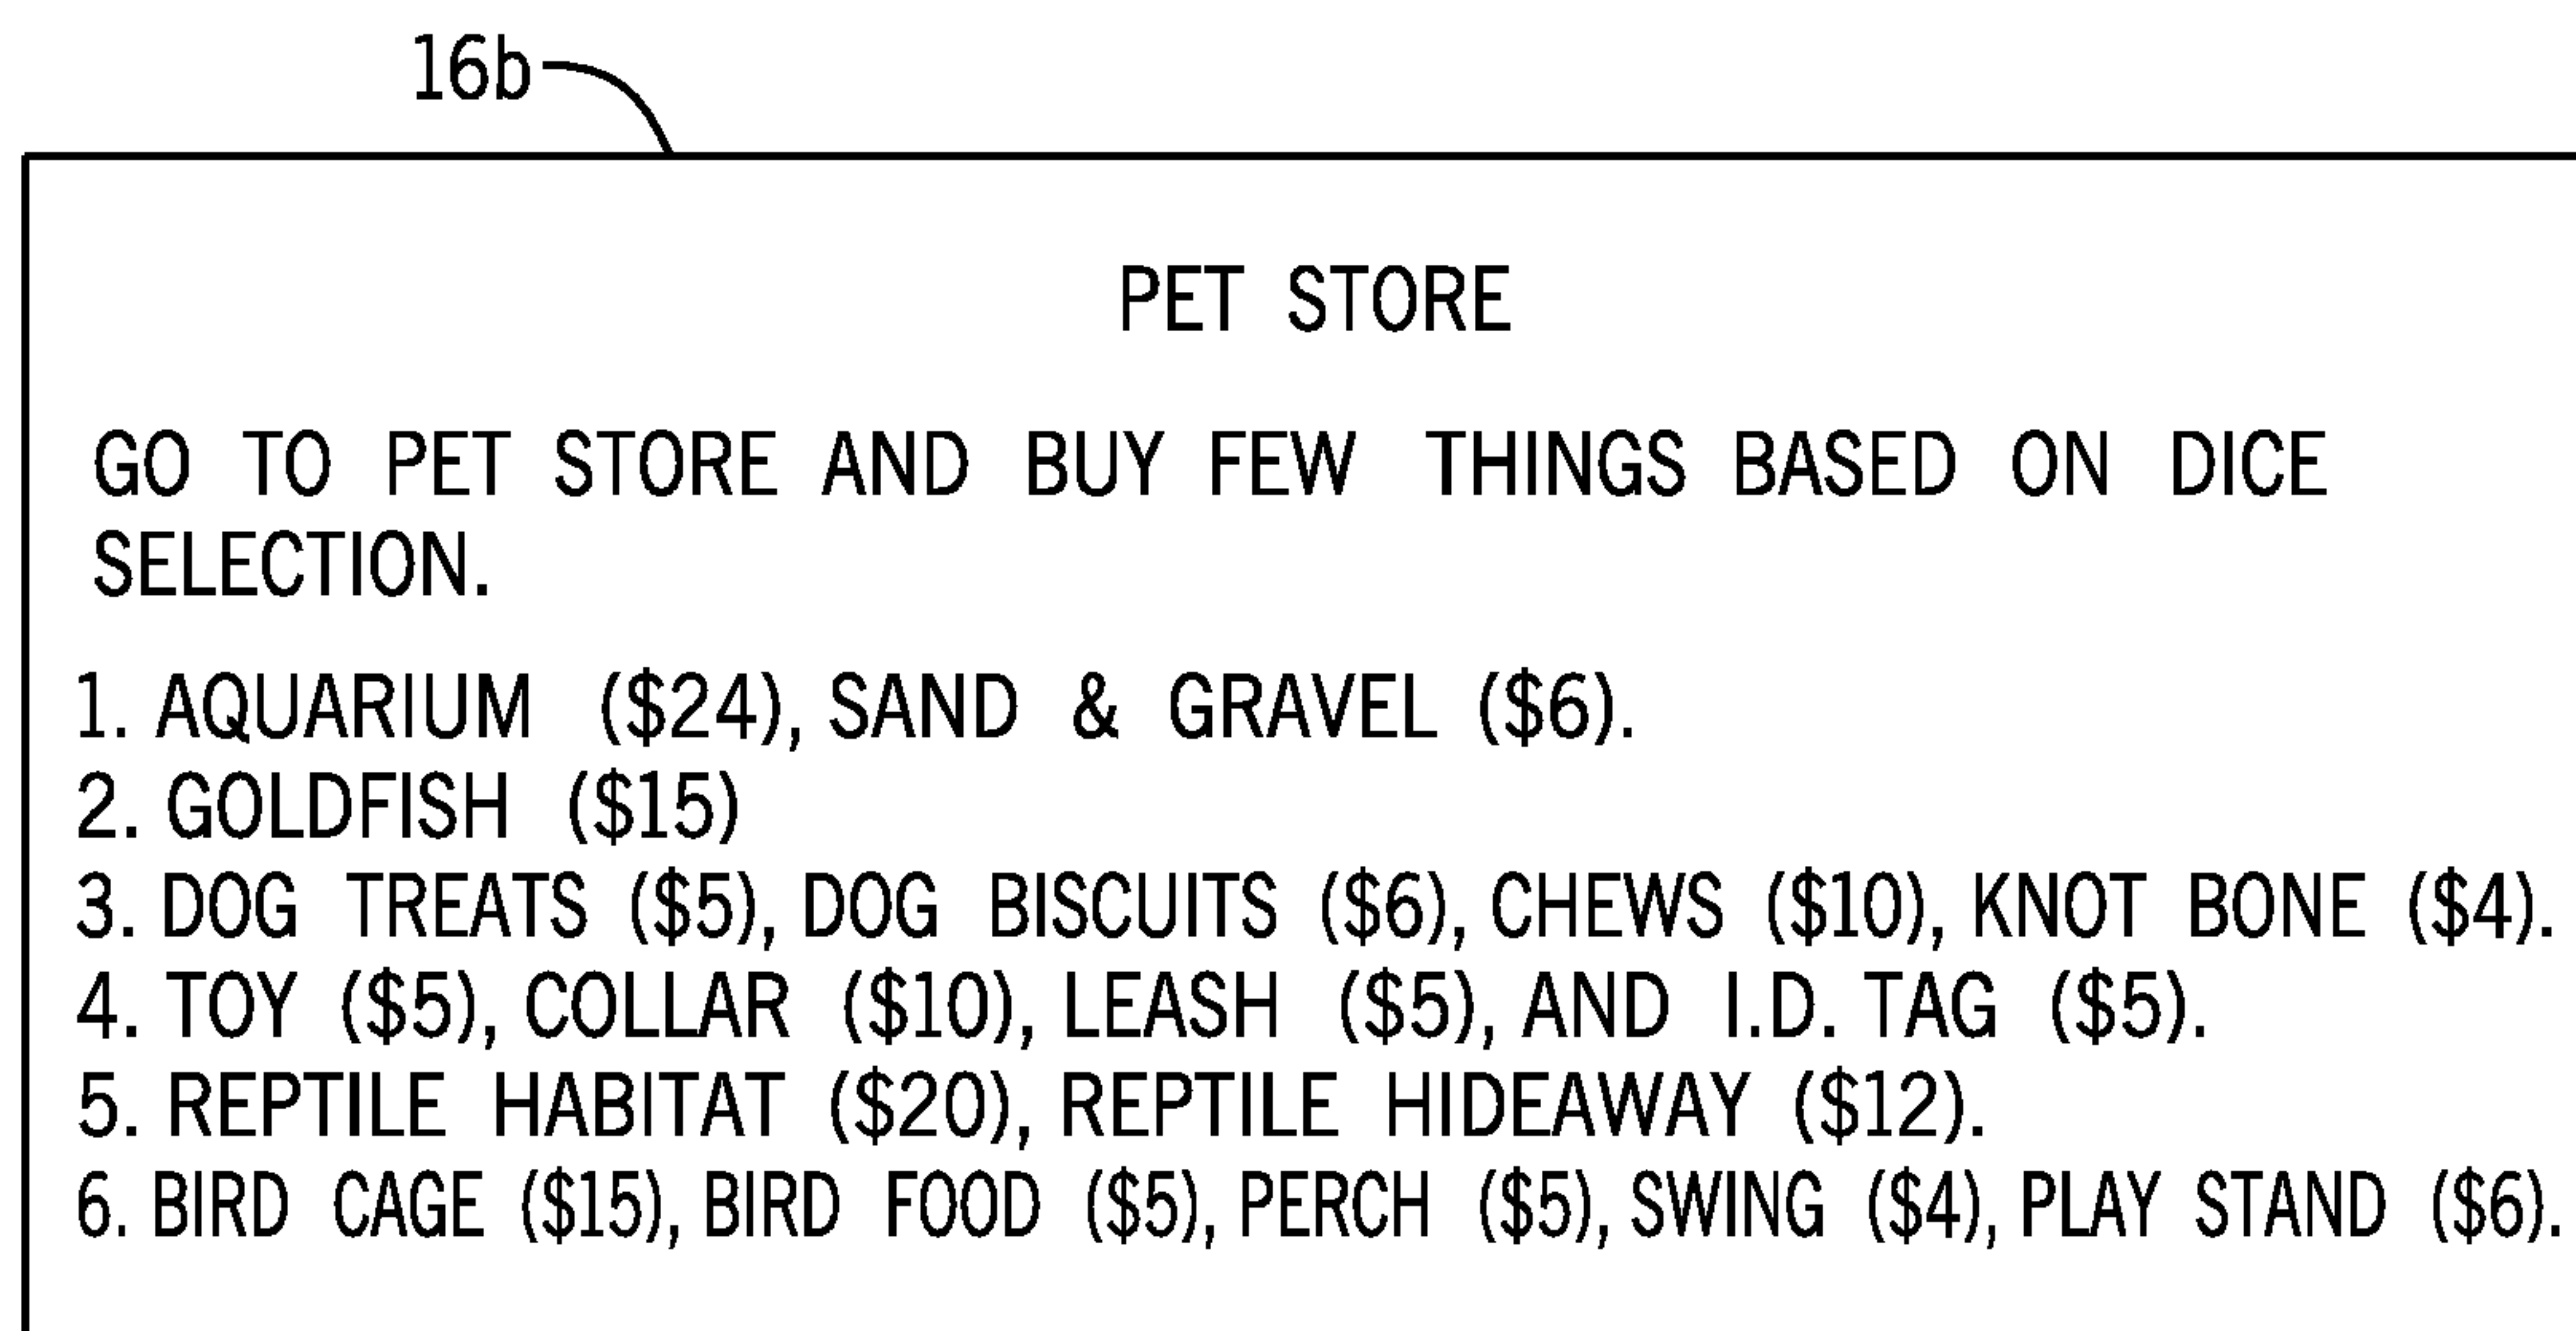 16b
PET STORE
GO TO PET STORE AND BUY FEW THINGS BASED ON DICE
SELECTION.
1. AQUARIUM ($24), SAND & GRAVEL ($6).
2. GOLDFISH ($15)
3. DOG TREATS ($5), DOG BISCUITS ($6), CHEWS ($10), KNOT BONE ($4).
4. TOY ($5), COLLAR ($10), LEASH ($5), AND I.D. TAG ($5).
5. REPTILE HABITAT ($20), REPTILE HIDEAWAY ($12).
6. BIRD CAGE ($15), BIRD FOOD ($5), PERCH ($5), SWING ($4), PLAY STAND ($6).